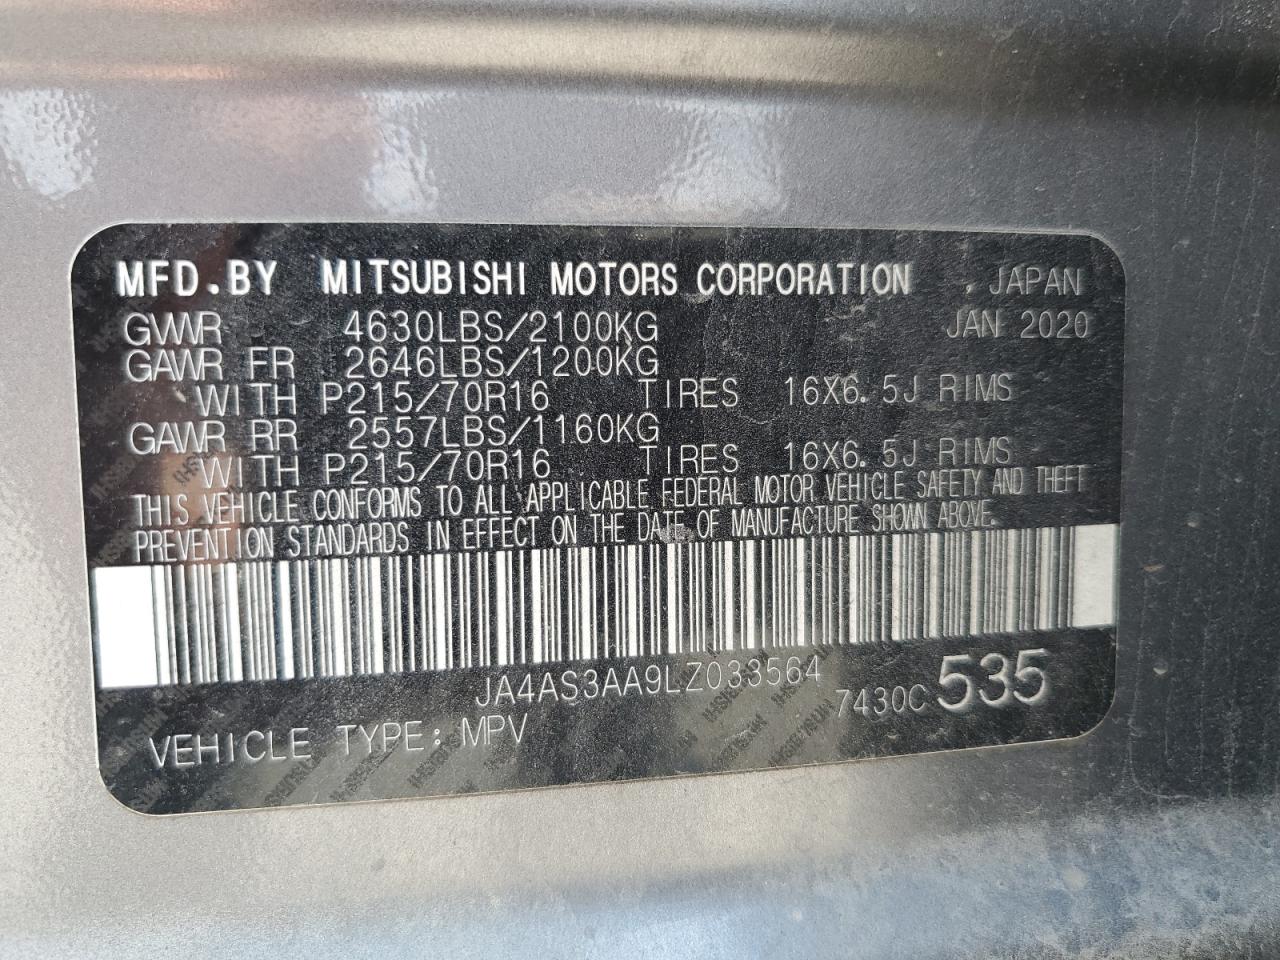 MFD.BY MITSUBISHI MOTORS CORPORATION . JAPAN
GVWR 4630LBS/2100KG JAN 2020
GAWR FR 2646LBS/1200KG
WITH P215/70R16 TIRES 16X6.5J RIMS
GAWR RR 2557LBS/1160KG
WITH P215/70R16 TIRES 16X6.5J RIMS
THIS VEHICLE CONFORMS TO ALL APPLICABLE FEDERAL MOTOR VEHICLE SAFETY AND THEFT
PREVENTION STANDARDS IN EFFECT ON THE DATE OF MANUFACTURE SHOWN ABOVE.
JA4AS3AA9LZ033564 7430C 535
VEHICLE TYPE: MPV